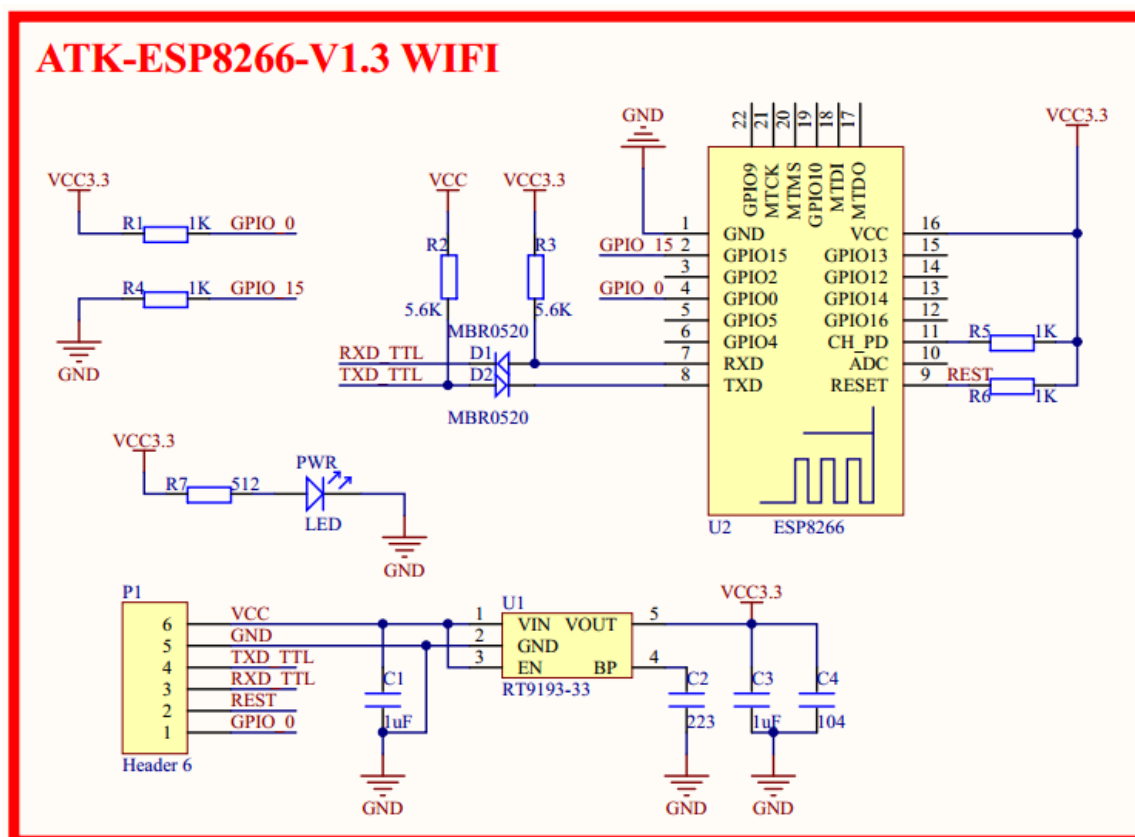 ATK-ESP8266-V1.3 WIFI
VCC3.3
R1 1K GPIO_0
R4 1K GPIO_15
GND
VCC
VCC3.3
R2
R3
5.6K
5.6K
MBR0520
RXD_TTL D1
TXD_TTL D2
MBR0520
GND
VCC3.3
22 21 20 19 18 17
GPIO9 MTCK MTMS GPIO10 MTDI MTDO
1 GND VCC 16
GPIO_15 2 GPIO15 GPIO13 15
3 GPIO2 GPIO12 14
GPIO_0 4 GPIO0 GPIO14 13
5 GPIO5 GPIO16 12
6 GPIO4 CH_PD 11 R5 1K
7 RXD ADC 10
8 TXD RESET 9 REST
R6 1K
U2 ESP8266
VCC3.3
R7 512
PWR
LED
GND
P1
6 VCC
5 GND
4 TXD_TTL
3 RXD_TTL
2 REST
1 GPIO_0
Header 6
C1
1uF
GND
U1
1 VIN VOUT 5
2 GND
3 EN BP 4
RT9193-33
VCC3.3
C2 C3 C4
223 1uF 104
GND GND